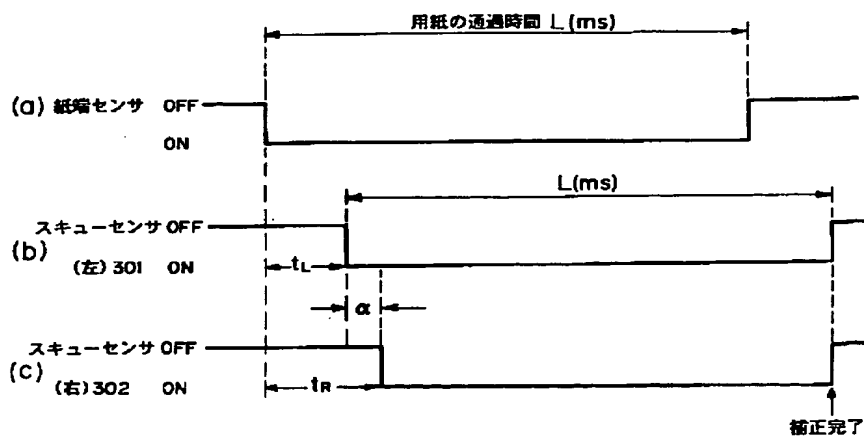 用紙の通過時間 L(ms)
(a) 紙端センサ OFF
ON
L(ms)
スキューセンサ OFF
(b)
(左) 301 ON
tL
α
スキューセンサ OFF
(c)
(右) 302 ON
tR
補正完了